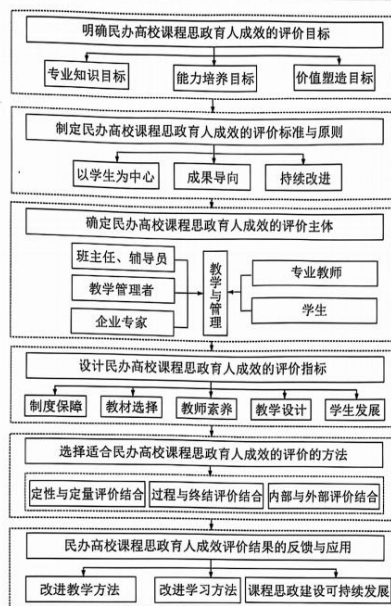 明确民办高校课程思政育人成效的评价目标
专业知识目标
能力培养目标
价值塑造目标
制定民办高校课程思政育人成效的评价标准与原则
以学生为中心
成果导向
持续改进
确定民办高校课程思政育人成效的评价主体
班主任、辅导员
教学管理者
企业专家
教学与管理
专业教师
学生
设计民办高校课程思政育人成效的评价指标
制度保障
教材选择
教师素养
教学设计
学生发展
选择适合民办高校课程思政育人成效的评价的方法
定性与定量评价结合
过程与终结评价结合
内部与外部评价结合
民办高校课程思政育人成效评价结果的反馈与应用
改进教学方法
改进学习方法
课程思政建设可持续发展